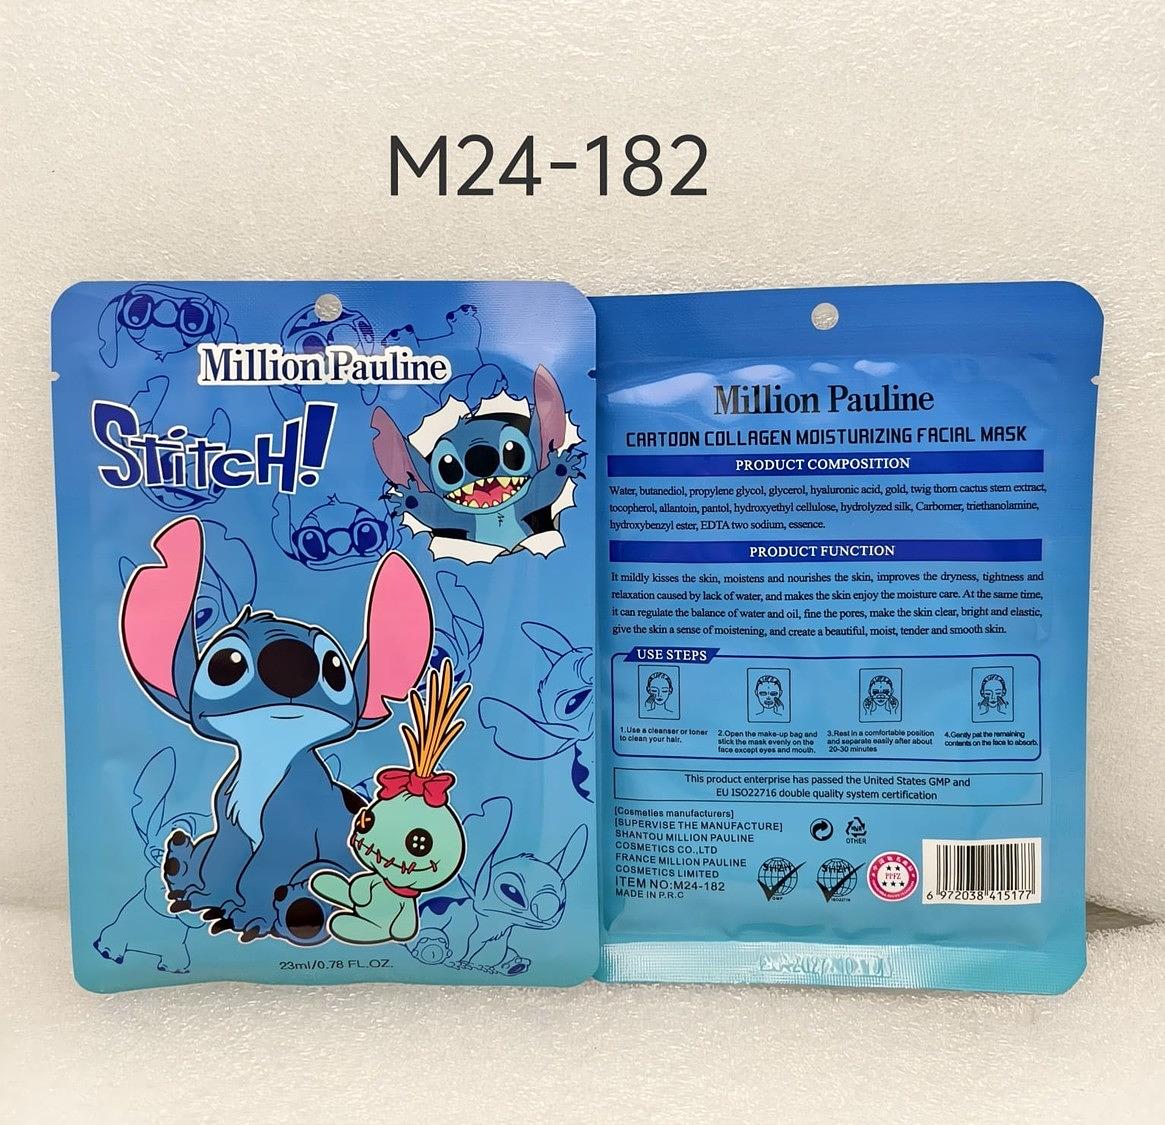 M24-182
Million Pauline
Stitch!
23ml/0.78 FL.OZ.
Million Pauline
CARTOON COLLAGEN MOISTURIZING FACIAL MASK
PRODUCT COMPOSITION
Water, butanediol, propylene glycol, glycerol, hyaluronic acid, gold, twig thorn cactus stem extract,
tocopherol, allantoin, pantol, hydroxyethyl cellulose, hydrolyzed silk, Carbomer, triethanolamine,
hydroxybenzyl ester, EDTA two sodium, essence.
PRODUCT FUNCTION
It mildly kisses the skin, moistens and nourishes the skin, improves the dryness, tightness and
relaxation caused by lack of water, and makes the skin enjoy the moisture care. At the same time,
it can regulate the balance of water and oil, fine the pores, make the skin clear, bright and elastic,
give the skin a sense of moistening, and create a beautiful, moist, tender and smooth skin.
USE STEPS
1.Use a cleanser or toner
to clean your hair.
2.Open the make-up bag and
stick the mask evenly on the
face except eyes and mouth.
3.Rest in a comfortable position
and separate easily after about
20-30 minutes
4.Gently pat the remaining
contents on the face to absorb.
This product enterprise has passed the United States GMP and
EU ISO22716 double quality system certification
[Cosmeties manufacturers]
[SUPERVISE THE MANUFACTURE]
SHANTOU MILLION PAULINE
COSMETICS CO.,LTD
FRANCE MILLION PAULINE
COSMETICS LIMITED
ITEM NO:M24-182
MADE IN P.R.C
OTHER
GMP
ISO22716
PPFZ
6 972038 415177